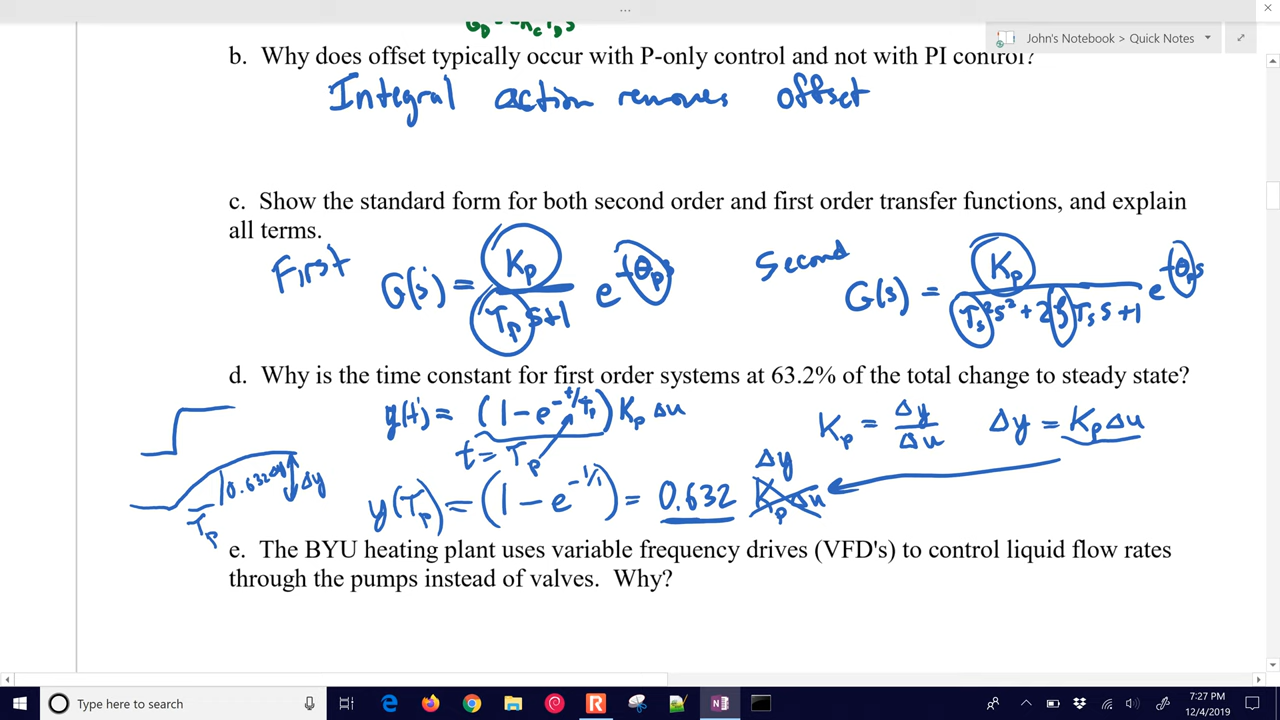 ...
John's Notebook > Quick Notes
b. Why does offset typically occur with P-only control and not with PI control?
Integral action removes offset
c. Show the standard form for both second order and first order transfer functions, and explain
all terms.
First G(s) = Kp / (τp s+1) e^-θp s
Second G(s) = Kp / (τs² s² + 2ζ τs s + 1) e^-θp s
d. Why is the time constant for first order systems at 63.2% of the total change to steady state?
y(t) = (1 - e^-t/τp) Kp Δu
Kp = Δy / Δu Δy = Kp Δu
t = τp
0.632Δy Δy
τp
Δy
y(τp) = (1 - e^-1/1) = 0.632 Kp Δu
e. The BYU heating plant uses variable frequency drives (VFD's) to control liquid flow rates
through the pumps instead of valves. Why?
Type here to search
7:27 PM
12/4/2019